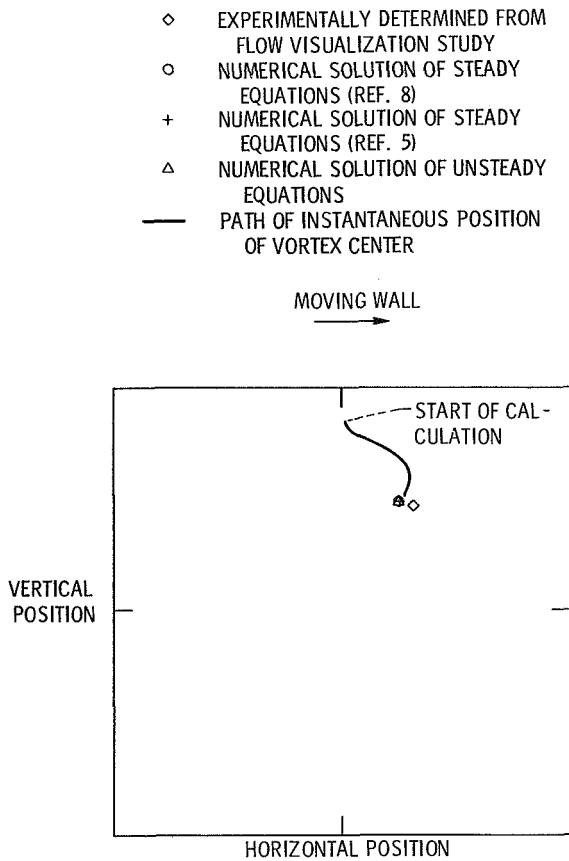 EXPERIMENTALLY DETERMINED FROM
FLOW VISUALIZATION STUDY
NUMERICAL SOLUTION OF STEADY
EQUATIONS (REF. 8)
NUMERICAL SOLUTION OF STEADY
EQUATIONS (REF. 5)
NUMERICAL SOLUTION OF UNSTEADY
EQUATIONS
PATH OF INSTANTANEOUS POSITION
OF VORTEX CENTER
MOVING WALL
START OF CAL-
CULATION
VERTICAL
POSITION
HORIZONTAL POSITION